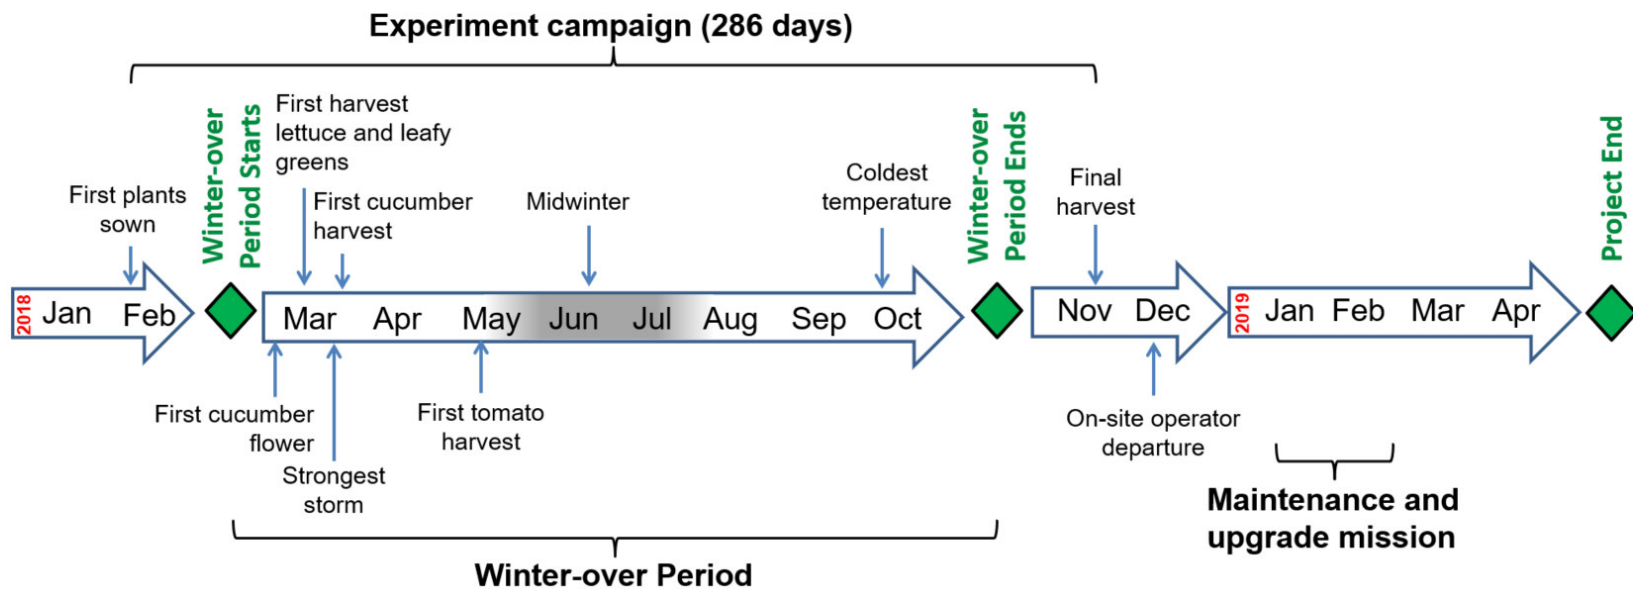 Experiment campaign (286 days)
First plants
sown
Winter-over
Period Starts
First harvest
lettuce and leafy
greens
First cucumber
harvest
Midwinter
Coldest
temperature
Winter-over
Period Ends
Final
harvest
Project End
2018
Jan
Feb
Mar
Apr
May
Jun
Jul
Aug
Sep
Oct
Nov
Dec
2019
Jan
Feb
Mar
Apr
First cucumber
flower
Strongest
storm
First tomato
harvest
On-site operator
departure
Maintenance and
upgrade mission
Winter-over Period